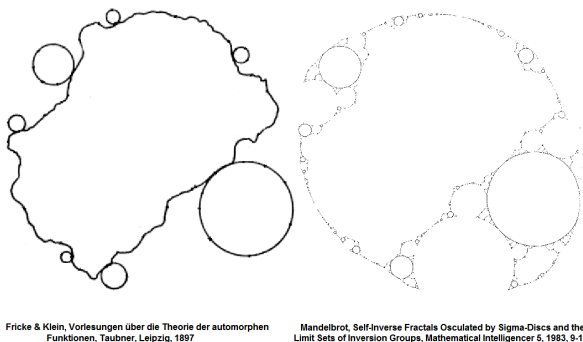 Fricke & Klein, Vorlesungen über die Theorie der automorphen
Funktionen, Taubner, Leipzig, 1897
Mandelbrot, Self-Inverse Fractals Osculated by Sigma-Discs and the
Limit Sets of Inversion Groups, Mathematical Intelligencer 5, 1983, 9-1